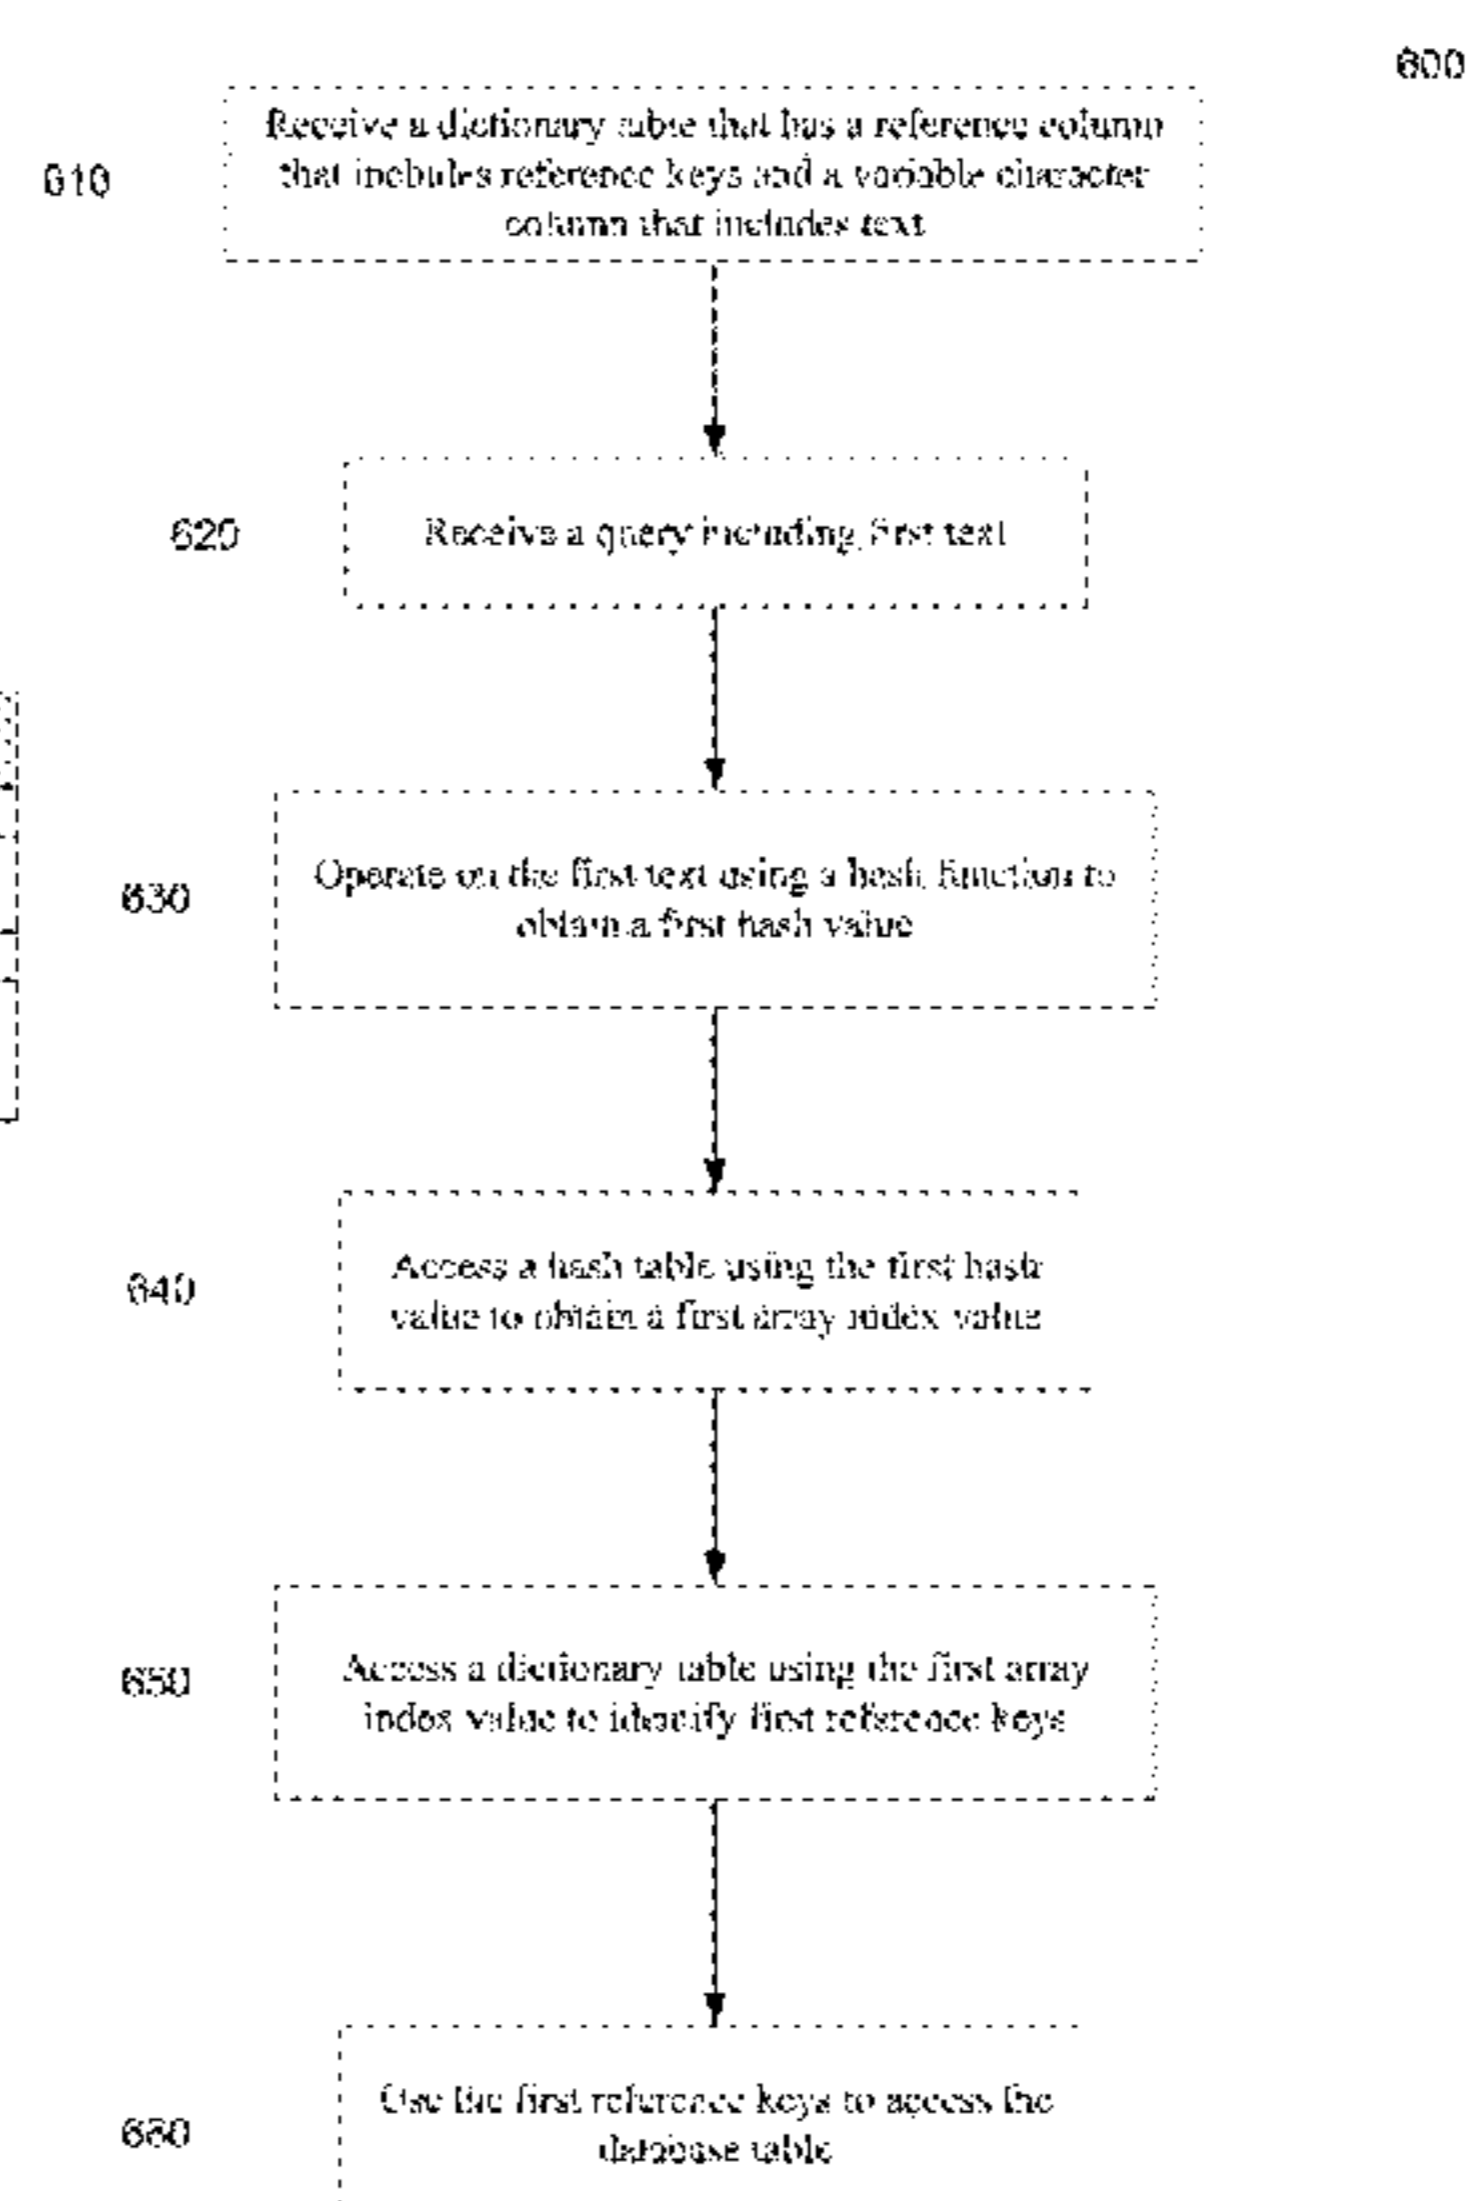 600
610
Receive a dictionary table that has a reference column
that includes reference keys and a variable character
column that includes text
620
Receive a query including first text
630
Operate on the first text using a hash function to
obtain a first hash value
640
Access a hash table using the first hash
value to obtain a first array index value
650
Access a dictionary table using the first array
index value to identify first reference keys
660
Use the first reference keys to access the
database table